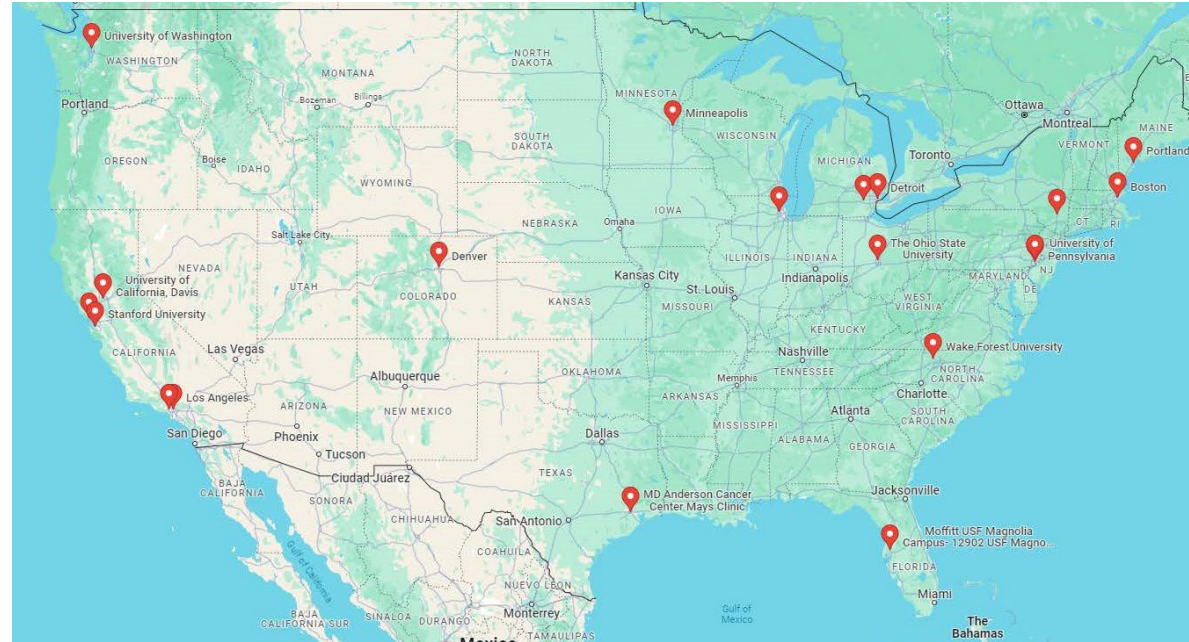 University of Washington
WASHINGTON
MONTANA
NORTH
DAKOTA
MINNESOTA
Minneapolis
Ottawa
Montreal
MAINE
VERMONT
Portland
Portland
Bozeman
Billings
SOUTH
DAKOTA
WISCONSIN
MICHIGAN
Toronto
OREGON
Boise
IDAHO
WYOMING
Detroit
Boston
CT
RI
IOWA
NEBRASKA
Omaha
Salt Lake City
NEVADA
UTAH
Denver
COLORADO
ILLINOIS
INDIANA
Indianapolis
The Ohio State
University
University of
Pennsylvania
NJ
MARYLAND
DE
University of
California, Davis
Stanford University
Kansas City
KANSAS
St. Louis
MISSOURI
WEST
VIRGINIA
KENTUCKY
CALIFORNIA
Las Vegas
Nashville
TENNESSEE
Wake Forest University
NORTH
CAROLINA
Charlotte
Los Angeles
Albuquerque
OKLAHOMA
Memphis
ARKANSAS
ARIZONA
NEW MEXICO
SOUTH
CAROLINA
Atlanta
San Diego
Phoenix
Tucson
Dallas
MISSISSIPPI
ALABAMA
GEORGIA
Ciudad Juárez
TEXAS
BAJA
CALIFORNIA
SONORA
CHIHUAHUA
San Antonio
MD Anderson Cancer
Center Mays Clinic
Jacksonville
Moffitt USF Magnolia
Campus- 12902 USF Magno...
FLORIDA
COAHUILA
Gulf of California
NUEVO LEON
Miami
BAJA
CALIFORNIA SUR
SINALOA
DURANGO
Monterrey
TAMAULIPAS
Gulf of
Mexico
The
Bahamas
Mexico